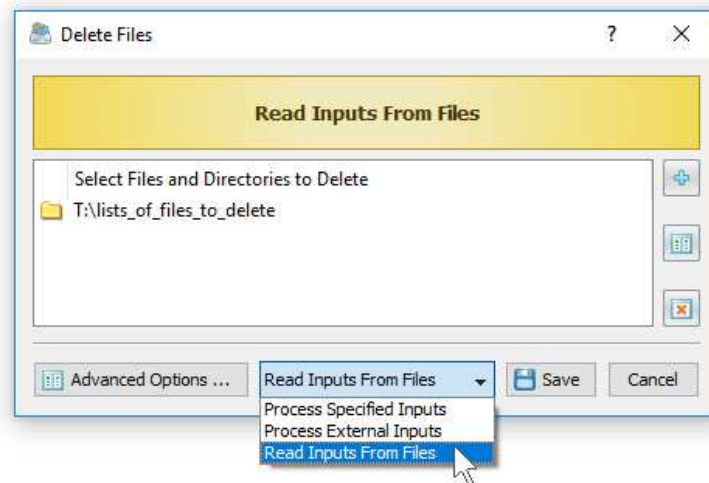 Delete Files
?
Read Inputs From Files
Select Files and Directories to Delete
T:\lists_of_files_to_delete
Advanced Options ...
Read Inputs From Files
Save
Cancel
Process Specified Inputs
Process External Inputs
Read Inputs From Files